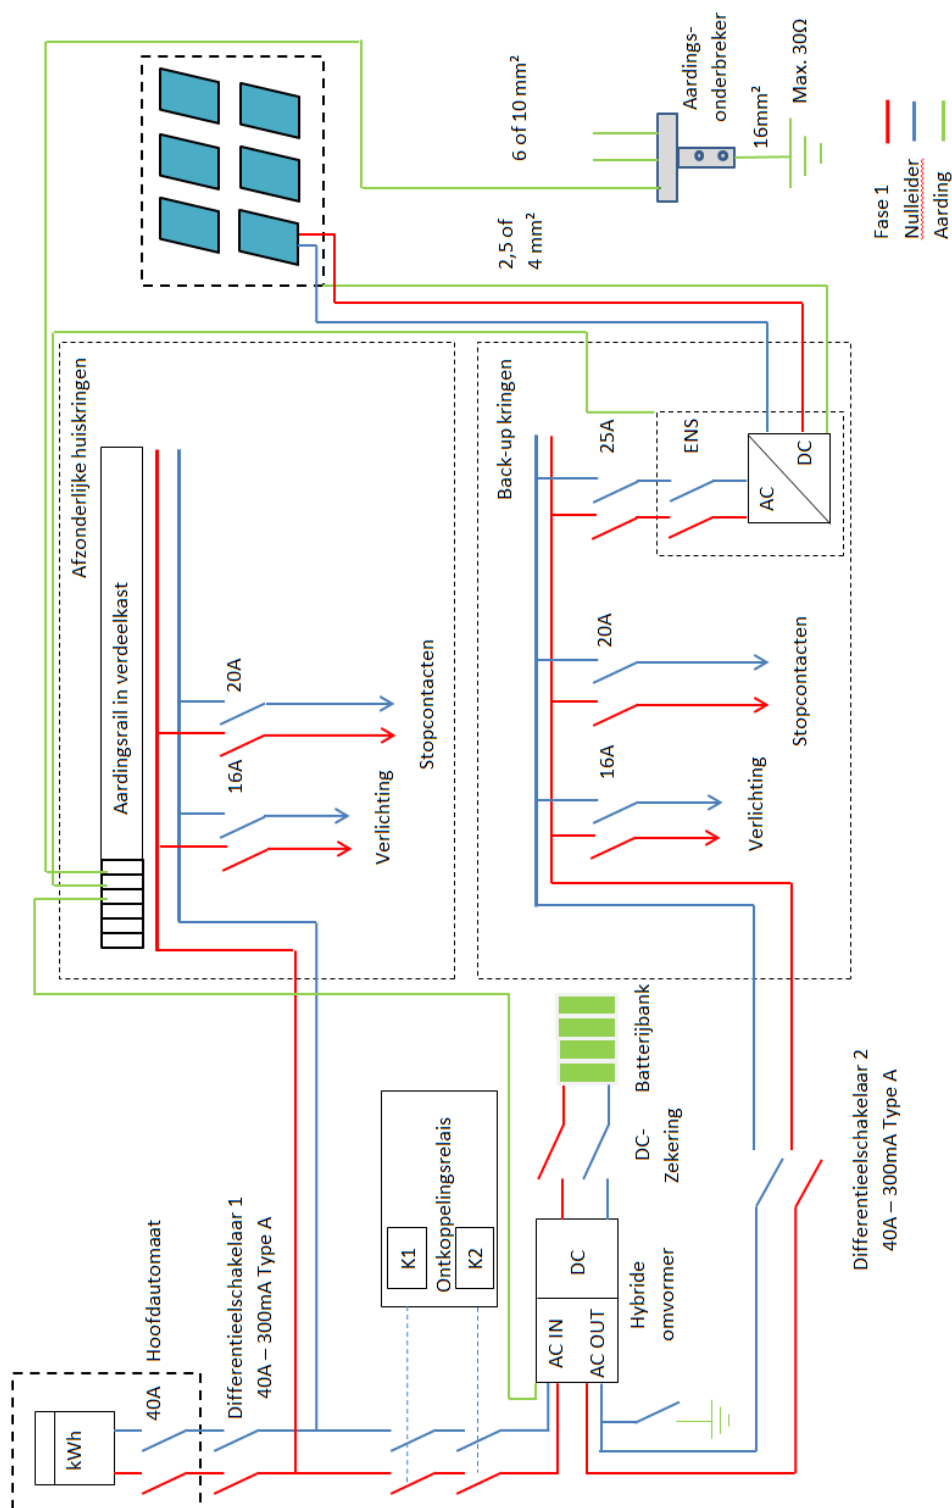 kWh
40A
Hoofdautomaat
Differentieelschakelaar 1
40A – 300mA Type A
K1
K2
Ontkoppelingsrelais
AC IN
AC OUT
DC
Hybride
omvormer
DC-
Zekering
Batterijbank
Differentieelschakelaar 2
40A – 300mA Type A
Afzonderlijke huiskringen
Aardingsrail in verdeelkast
16A
20A
Verlichting
Stopcontacten
Back-up kringen
16A
20A
25A
Verlichting
Stopcontacten
ENS
AC
DC
2,5 of
4 mm²
6 of 10 mm²
Aardings-
onderbreker
16mm²
Max. 30Ω
Fase 1
Nulleider
Aarding